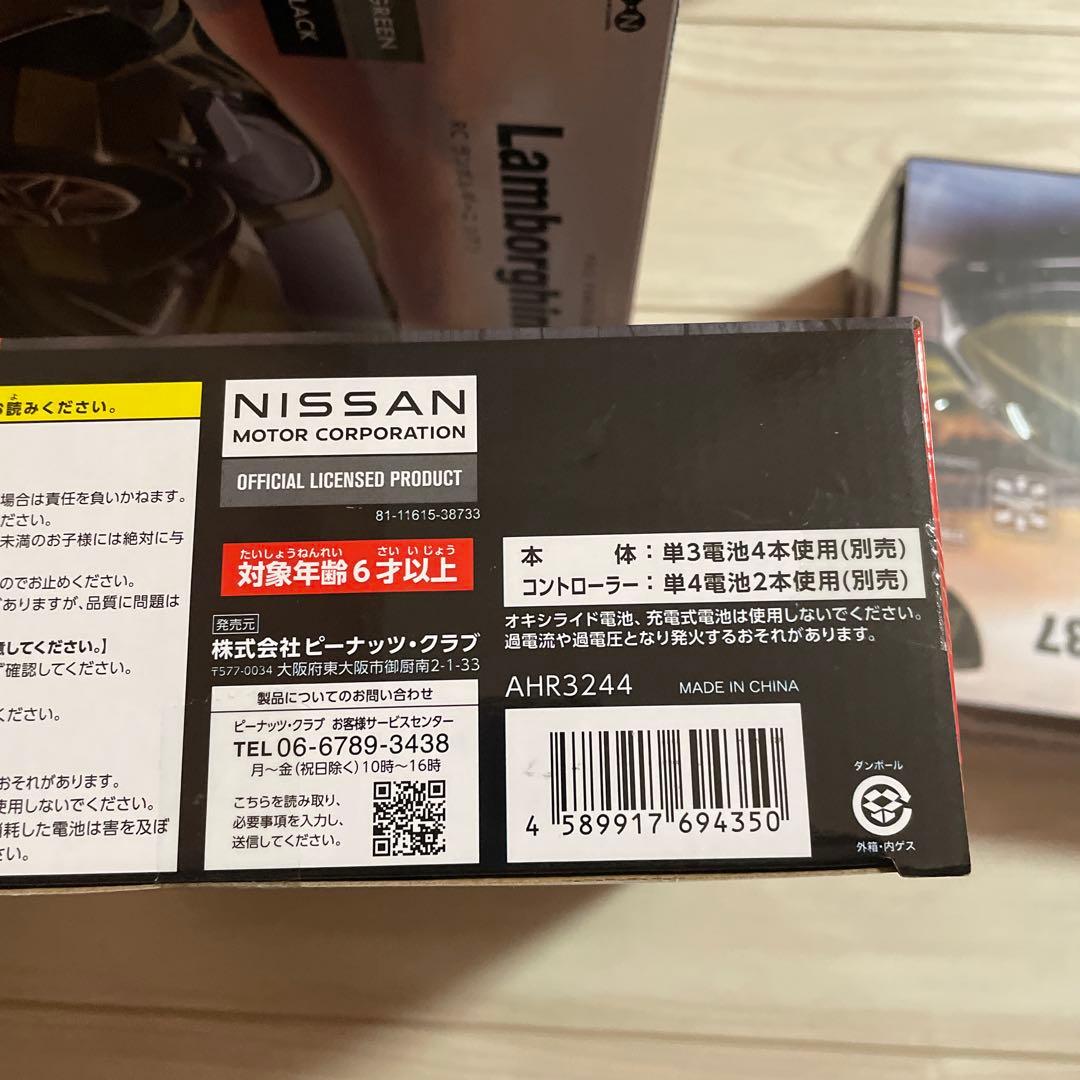 GREEN
BLACK
N
Lamborghin
お読みください。
よ
場合は責任を負いかねます。
ださい。
未満のお子様には絶対に与
のでお止めください。
ありますが、品質に問題は
してください。】
確認してください。
ください。
おそれがあります。
使用しないでください。
消耗した電池は害を及ぼ
さい。
NISSAN
MOTOR CORPORATION
OFFICIAL LICENSED PRODUCT
81-11615-38733
たいしょうねんれい さい いじょう
対象年齢6才以上
発売元
株式会社ピーナッツ・クラブ
〒577-0034 大阪府東大阪市御厨南2-1-33
製品についてのお問い合わせ
ピーナッツ・クラブ お客様サービスセンター
TEL 06-6789-3438
月～金(祝日除く)10時～16時
こちらを読み取り、
必要事項を入力し、
送信してください。
本 体：単3電池4本使用(別売)
コントローラー：単4電池2本使用(別売)
オキシライド電池、充電式電池は使用しないでください。
過電流や過電圧となり発火するおそれがあります。
AHR3244 MADE IN CHINA
4 589917 694350
ダンボール
外箱・内ゲス
37